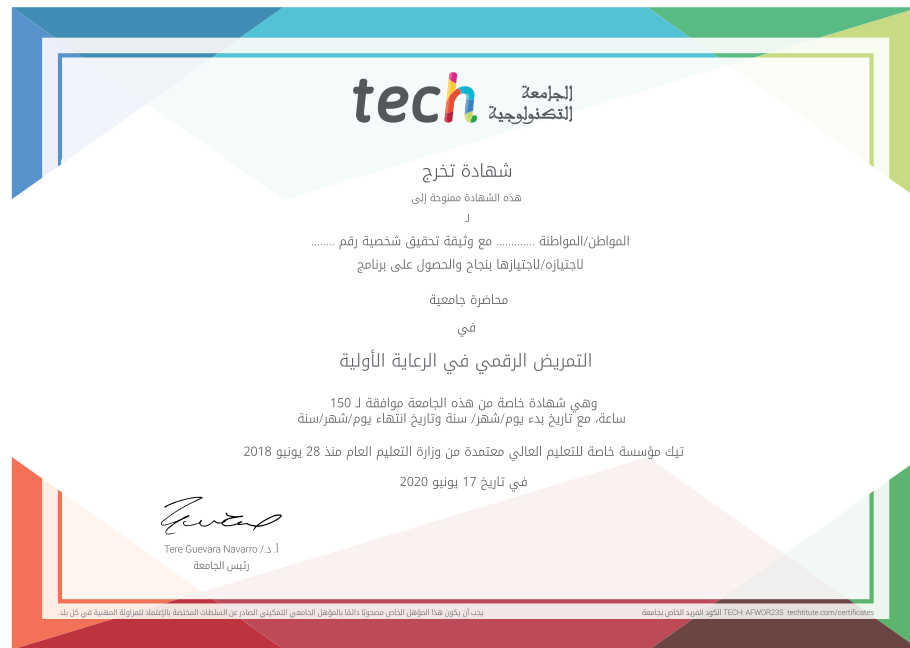 tech
الجامعة
التكنولوجية
شهادة تخرج
هذه الشهادة ممنوحة إلى
لـ
المواطن/المواطنة ............. مع وثيقة تحقيق شخصية رقم ........
لاجتيازه/لاجتيازها بنجاح والحصول على برنامج
محاضرة جامعية
في
التمريض الرقمي في الرعاية الأولية
وهي شهادة خاصة من هذه الجامعة موافقة لـ 150
ساعة، مع تاريخ بدء يوم/شهر/ سنة وتاريخ انتهاء يوم/شهر/سنة
تيك مؤسسة خاصة للتعليم العالي معتمدة من وزارة التعليم العام منذ 28 يونيو 2018
في تاريخ 17 يونيو 2020
أ.د./ Tere Guevara Navarro
رئيس الجامعة
يجب أن يكون هذا المؤهل الخاص مصحوبًا دائمًا بالمؤهل الجامعي التمكيني الصادر عن السلطات المختصة بالإعتماد للمزاولة المهنية في كل بلد.
الكود الفريد الخاص بجامعة TECH: AFWOR23S techtitute.com/certificates